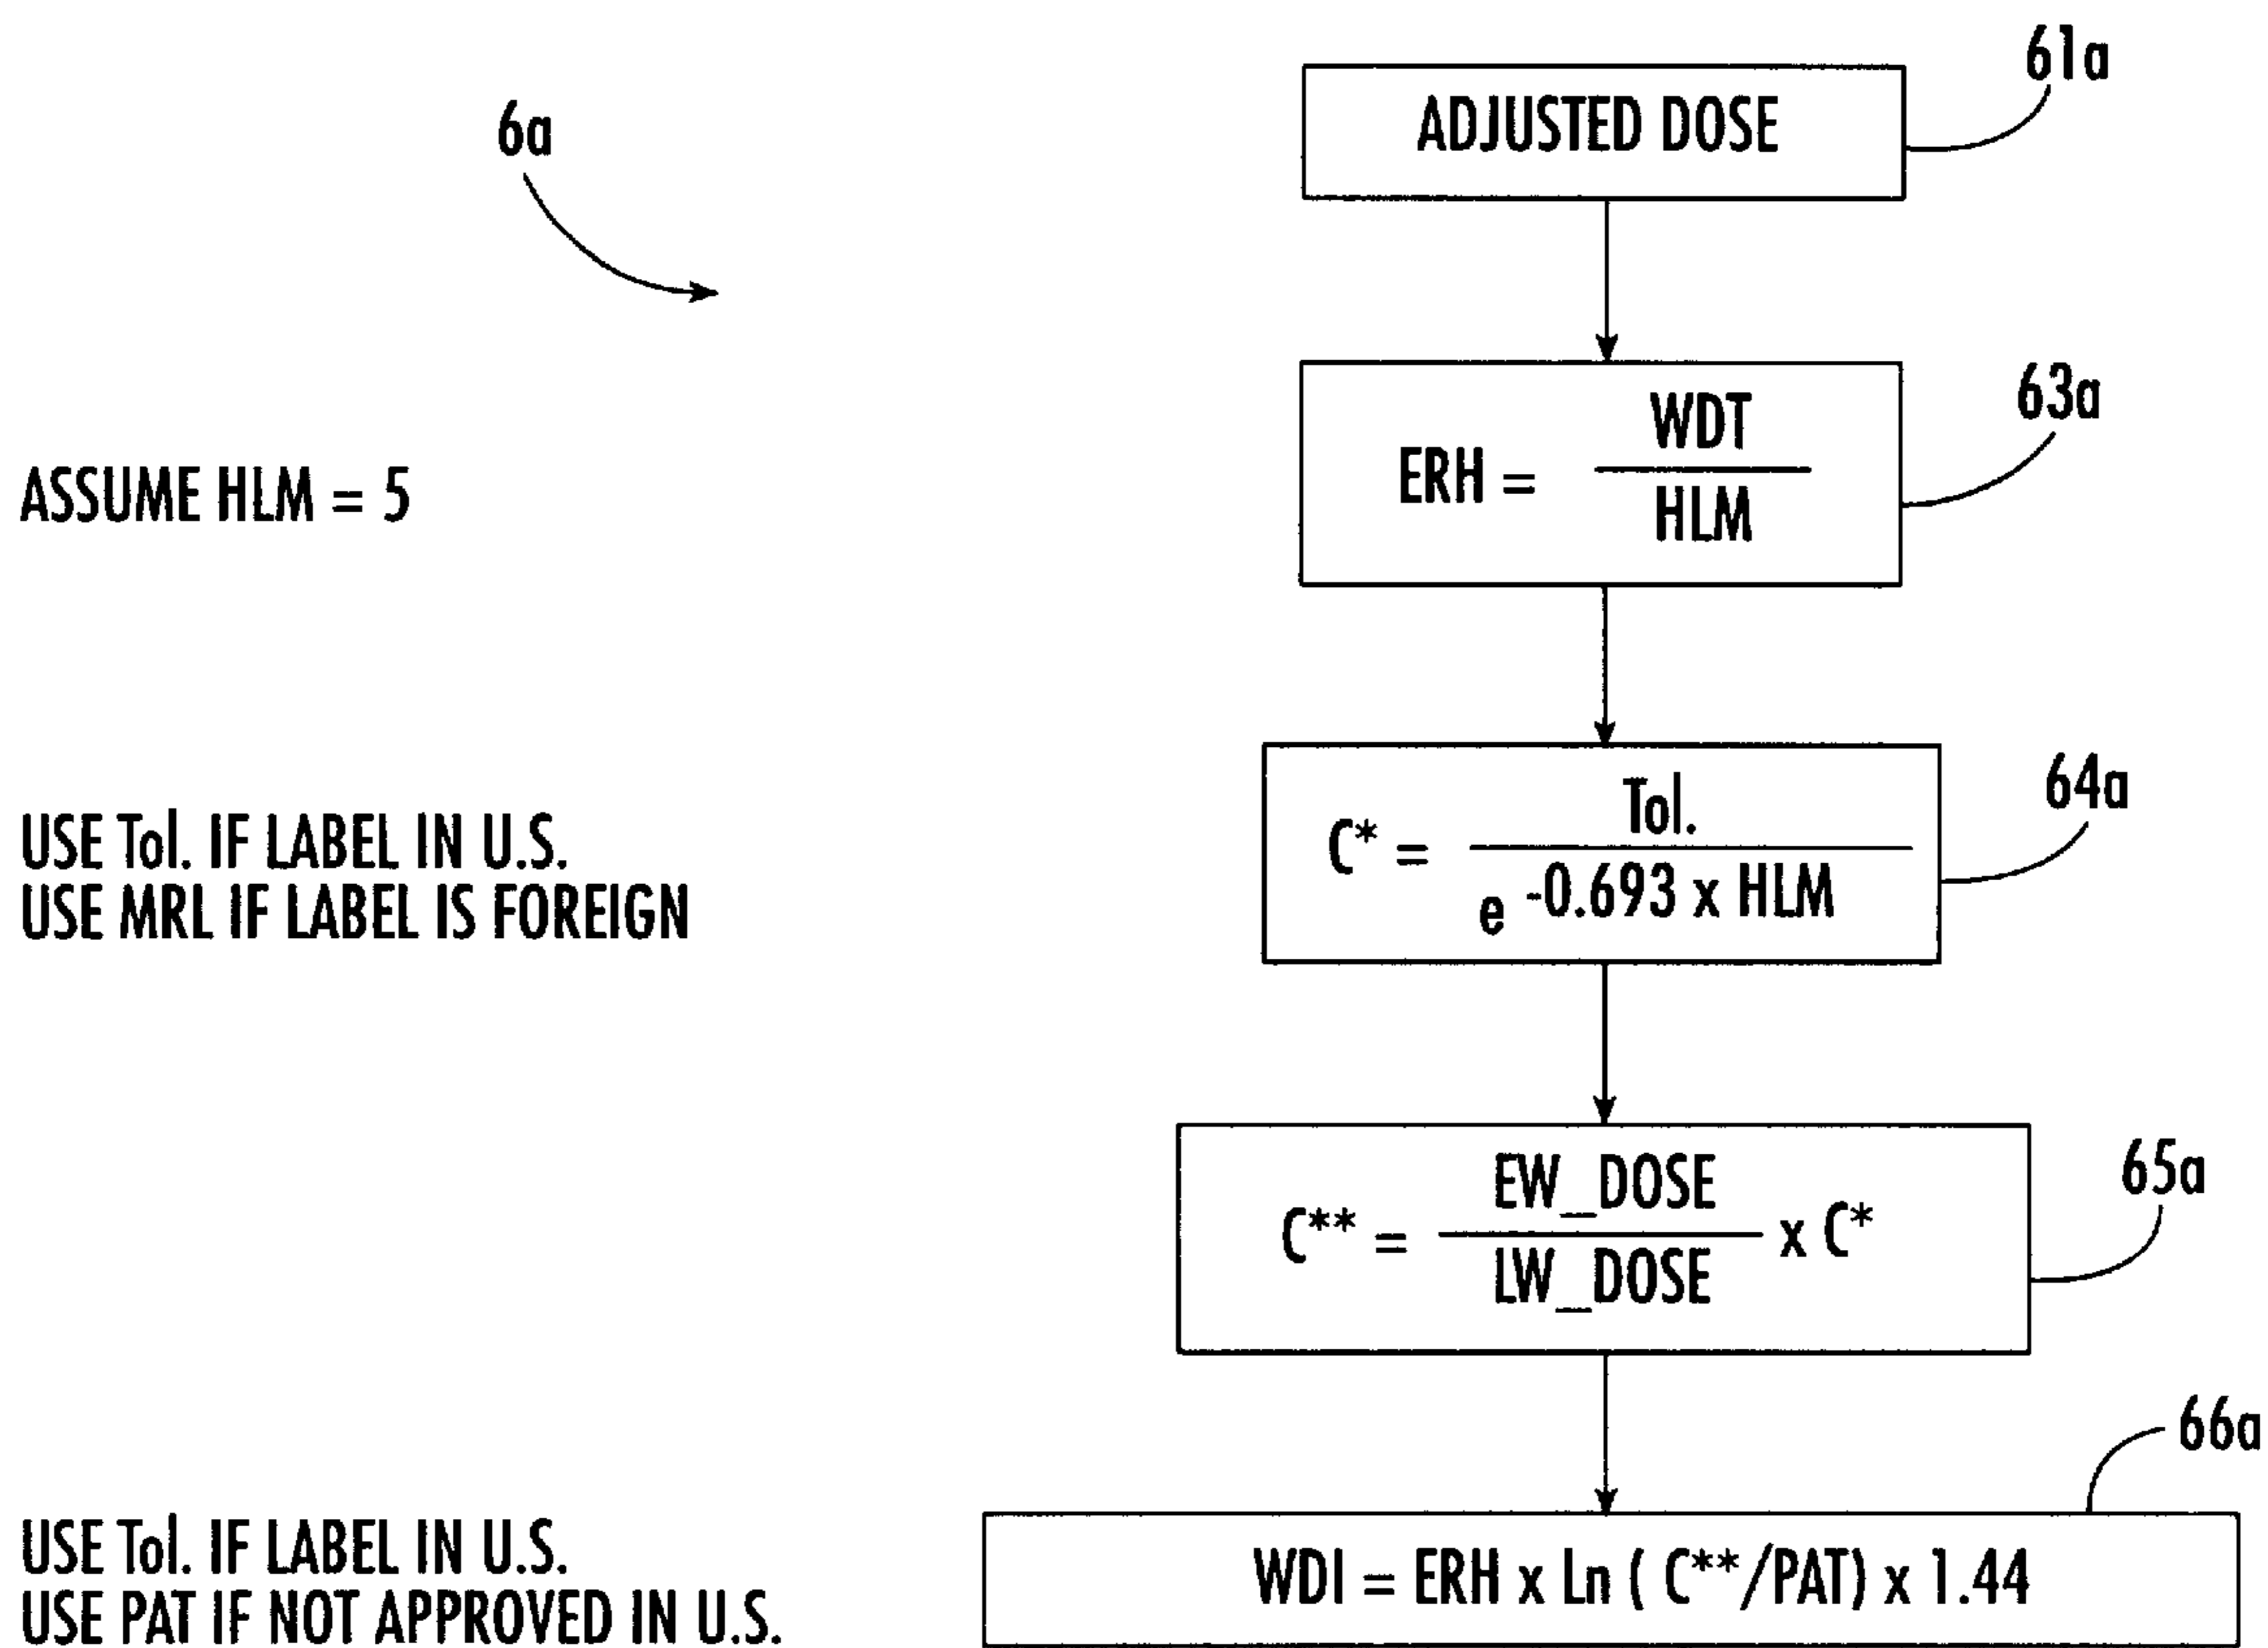 61a
ADJUSTED DOSE
6a
63a
WDT
ERH =
HLM
ASSUME HLM = 5
64a
Tol.
C* =
e -0.693 x HLM
USE Tol. IF LABEL IN U.S.
USE MRL IF LABEL IS FOREIGN
65a
EW_DOSE
C** = x C*
LW_DOSE
66a
WDI = ERH x Ln ( C**/PAT) x 1.44
USE Tol. IF LABEL IN U.S.
USE PAT IF NOT APPROVED IN U.S.